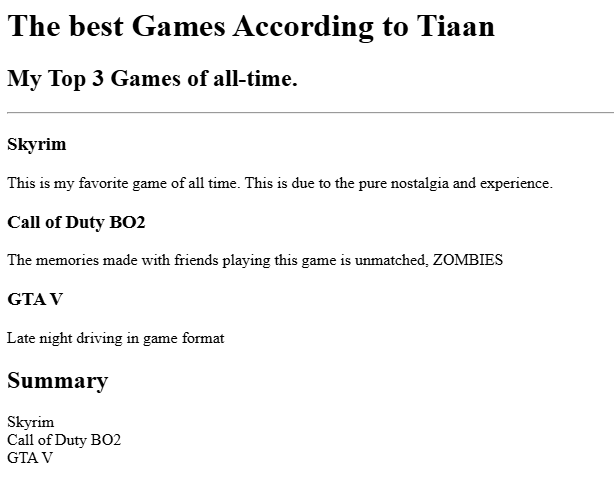 The best Games According to Tiaan
My Top 3 Games of all-time.
Skyrim
This is my favorite game of all time. This is due to the pure nostalgia and experience.
Call of Duty BO2
The memories made with friends playing this game is unmatched, ZOMBIES
GTA V
Late night driving in game format
Summary
Skyrim
Call of Duty BO2
GTA V